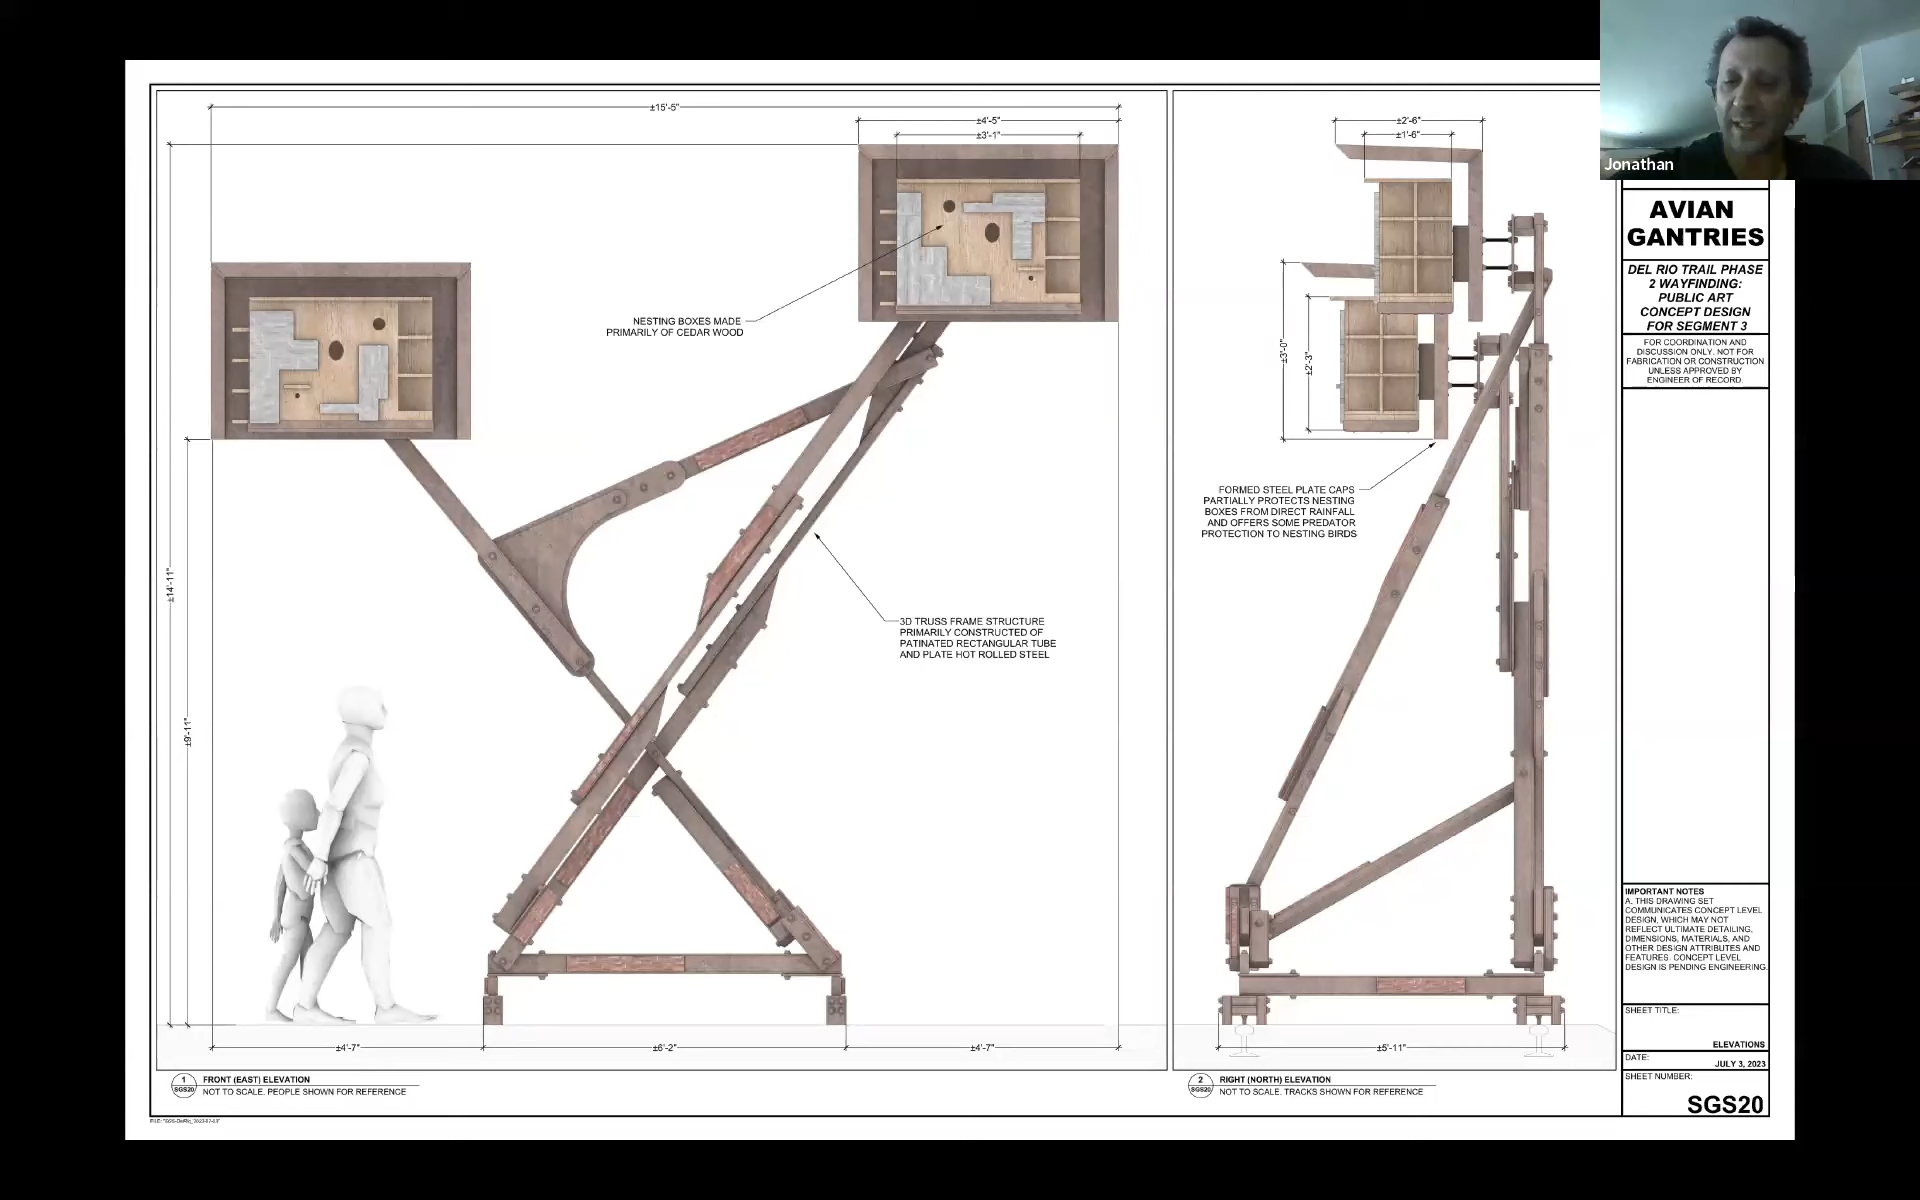 Jonathan
±15'-5"
±4'-5"
±3'-1"
±14'-11"
±9'-11"
NESTING BOXES MADE
PRIMARILY OF CEDAR WOOD
3D TRUSS FRAME STRUCTURE
PRIMARILY CONSTRUCTED OF
PATINATED RECTANGULAR TUBE
AND PLATE HOT ROLLED STEEL
±4'-7"
±6'-2"
±4'-7"
1
SGS20
FRONT (EAST) ELEVATION
NOT TO SCALE. PEOPLE SHOWN FOR REFERENCE
±2'-6"
±1'-6"
±3'-0"
±2'-3"
FORMED STEEL PLATE CAPS
PARTIALLY PROTECTS NESTING
BOXES FROM DIRECT RAINFALL
AND OFFERS SOME PREDATOR
PROTECTION TO NESTING BIRDS
±5'-11"
2
SGS20
RIGHT (NORTH) ELEVATION
NOT TO SCALE. TRACKS SHOWN FOR REFERENCE
AVIAN
GANTRIES
DEL RIO TRAIL PHASE
2 WAYFINDING:
PUBLIC ART
CONCEPT DESIGN
FOR SEGMENT 3
FOR COORDINATION AND
DISCUSSION ONLY. NOT FOR
FABRICATION OR CONSTRUCTION
UNLESS APPROVED BY
ENGINEER OF RECORD.
IMPORTANT NOTES
A. THIS DRAWING SET
COMMUNICATES CONCEPT LEVEL
DESIGN, WHICH MAY NOT
REFLECT ULTIMATE DETAILING,
DIMENSIONS, MATERIALS, AND
OTHER DESIGN ATTRIBUTES AND
FEATURES. CONCEPT LEVEL
DESIGN IS PENDING ENGINEERING.
SHEET TITLE:
ELEVATIONS
DATE:
JULY 3, 2023
SHEET NUMBER:
SGS20